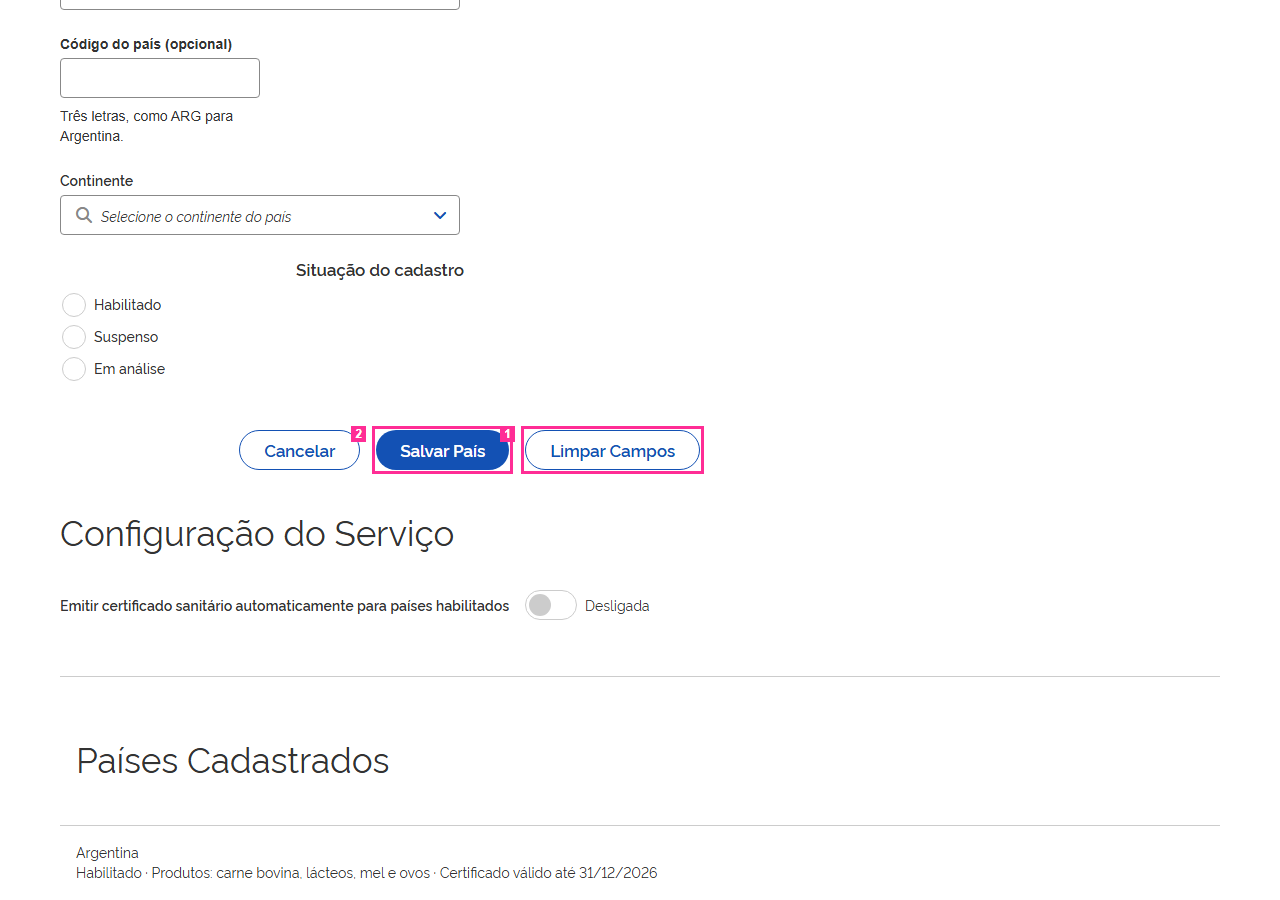 Código do país (opcional)
Três letras, como ARG para
Argentina.
Continente
Selecione o continente do país
Situação do cadastro
Habilitado
Suspenso
Em análise
Cancelar 2 Salvar País 1 Limpar Campos
Configuração do Serviço
Emitir certificado sanitário automaticamente para países habilitados Desligada
Países Cadastrados
Argentina
Habilitado · Produtos: carne bovina, lácteos, mel e ovos · Certificado válido até 31/12/2026